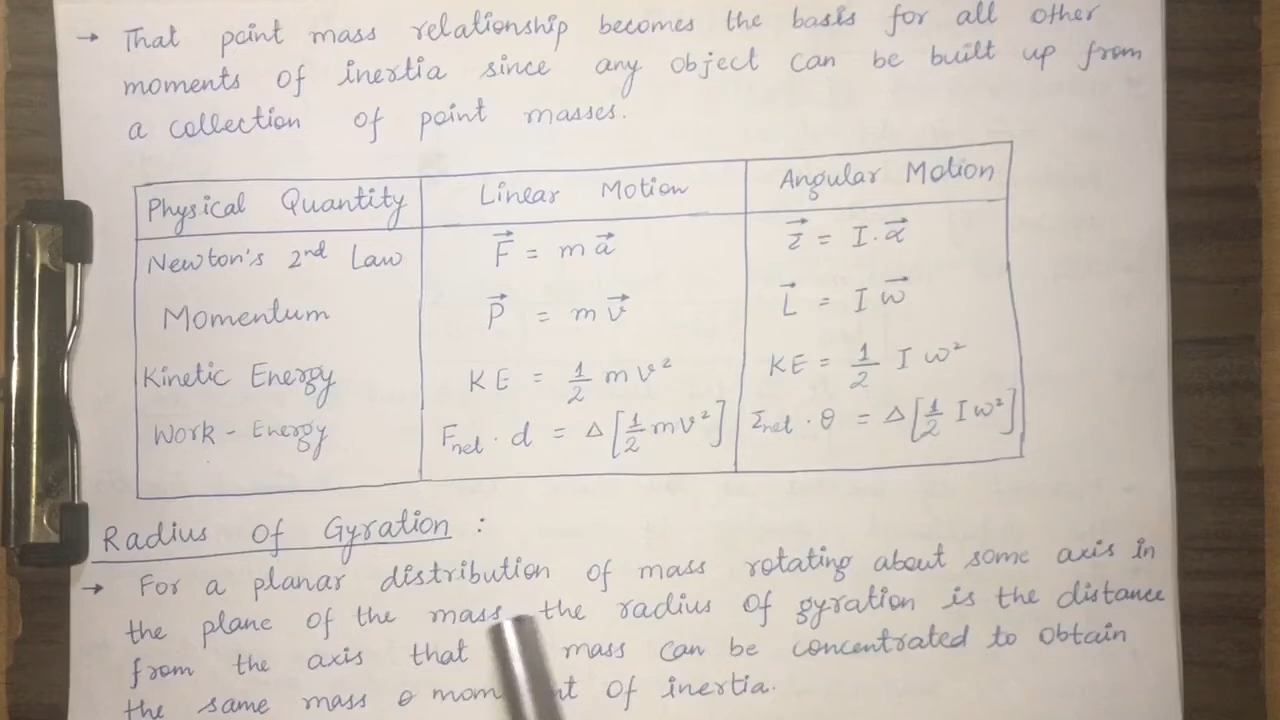 → That point mass relationship becomes the basis for all other
moments of inertia since any object can be built up from
a collection of point masses.
Physical Quantity Linear Motion Angular Motion
Newton's 2nd Law F⃗ = m a⃗ τ⃗ = I . α⃗
Momentum P⃗ = m v⃗ L⃗ = I ω⃗
Kinetic Energy KE = 1/2 m v² KE = 1/2 I ω²
Work - Energy Fnet . d = Δ[1/2 mv²] τnet . θ = Δ[1/2 I ω²]
Radius Of Gyration :
→ For a planar distribution of mass rotating about some axis in
the plane of the mass, the radius of gyration is the distance
from the axis that mass can be concentrated to obtain
the same mass of inertia.